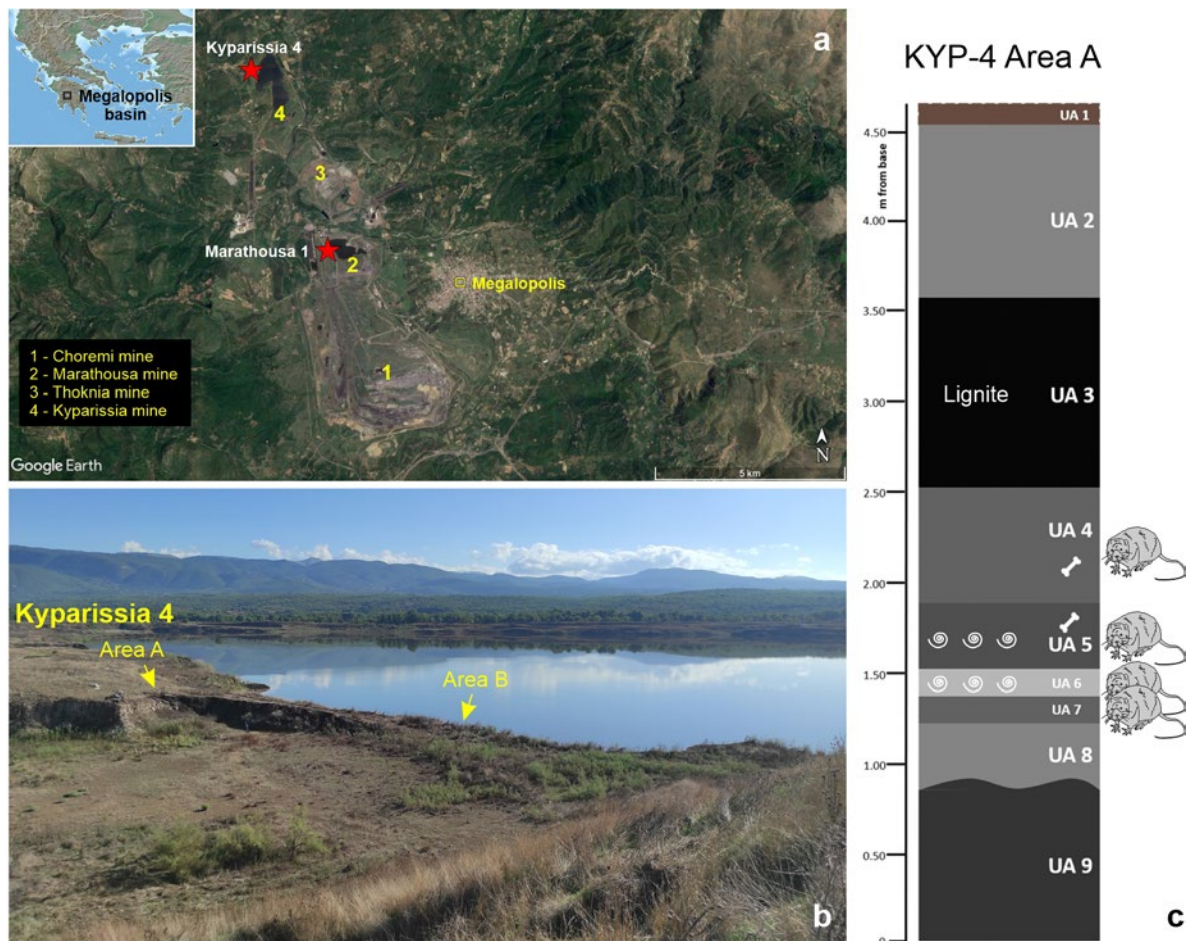 a
Megalopolis
basin
Kyparissia 4
4
3
Marathousa 1
2
Megalopolis
1
1 - Choremi mine
2 - Marathousa mine
3 - Thoknia mine
4 - Kyparissia mine
Google Earth
N
5 km
Kyparissia 4
Area A
Area B
b
KYP-4 Area A
m from base
4.50
4.00
3.50
3.00
2.50
2.00
1.50
1.00
0.50
0
UA 1
UA 2
Lignite UA 3
UA 4
UA 5
UA 6
UA 7
UA 8
UA 9
c